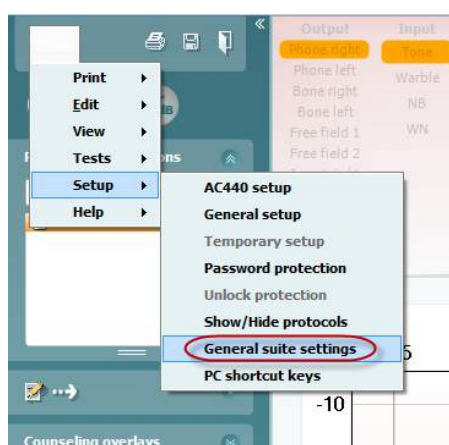 Output Input
Phone right Tone
Phone left Warble
Bone right NB
Bone left WN
Free field 1
Free field 2
Print
Edit
View
Tests
Setup
Help
ns
AC440 setup
General setup
Temporary setup
Password protection
Unlock protection
Show/Hide protocols
General suite settings
PC shortcut keys
5
-10
Counseling overlays